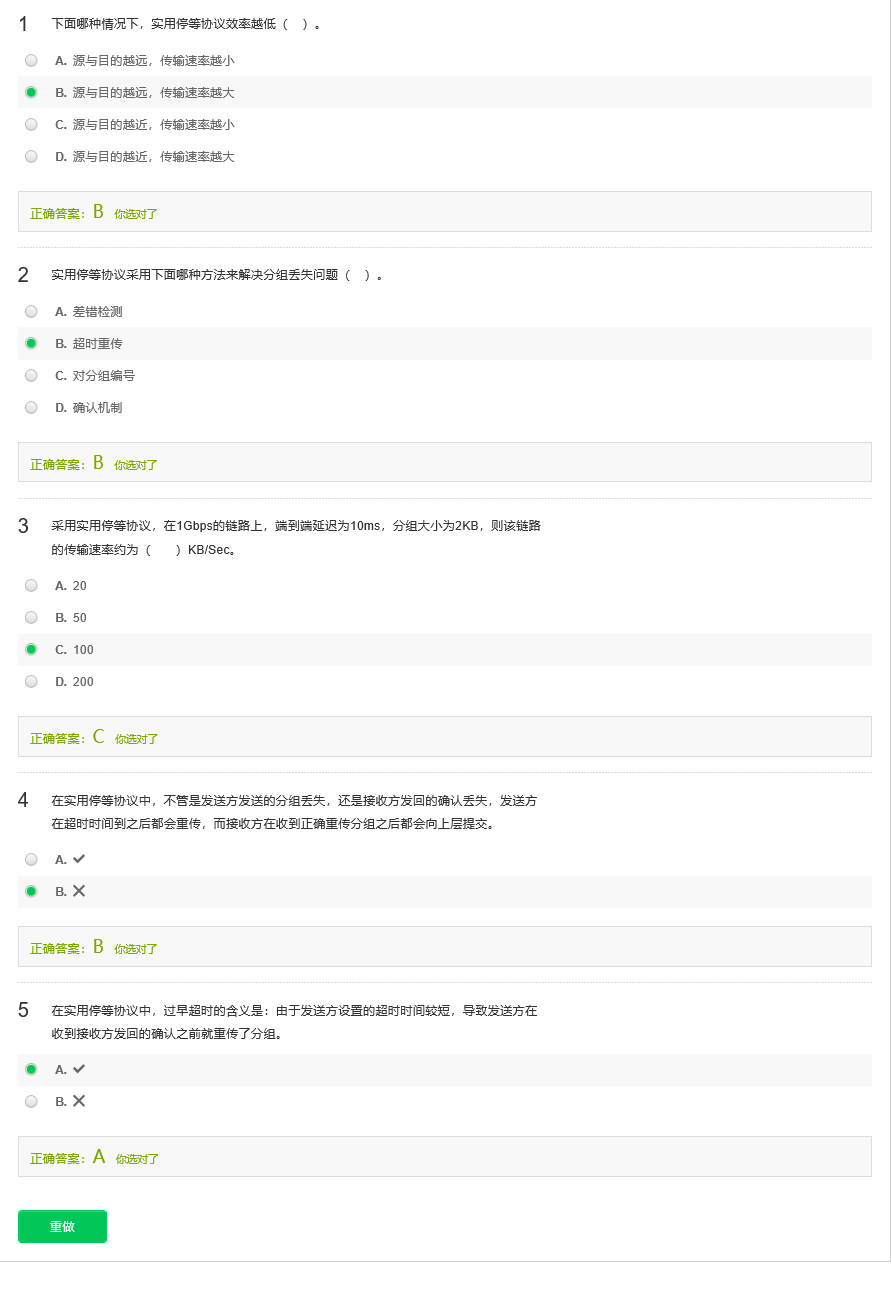 1 下面哪种情况下，实用停等协议效率越低（　）。
A. 源与目的越远，传输速率越小
B. 源与目的越远，传输速率越大
C. 源与目的越近，传输速率越小
D. 源与目的越近，传输速率越大
正确答案：B 你选对了
2 实用停等协议采用下面哪种方法来解决分组丢失问题（　）。
A. 差错检测
B. 超时重传
C. 对分组编号
D. 确认机制
正确答案：B 你选对了
3 采用实用停等协议，在1Gbps的链路上，端到端延迟为10ms，分组大小为2KB，则该链路
的传输速率约为（　　）KB/Sec。
A. 20
B. 50
C. 100
D. 200
正确答案：C 你选对了
4 在实用停等协议中，不管是发送方发送的分组丢失，还是接收方发回的确认丢失，发送方
在超时时间到之后都会重传，而接收方在收到正确重传分组之后都会向上层提交。
A. ✔
B. ✕
正确答案：B 你选对了
5 在实用停等协议中，过早超时的含义是：由于发送方设置的超时时间较短，导致发送方在
收到接收方发回的确认之前就重传了分组。
A. ✔
B. ✕
正确答案：A 你选对了
重做